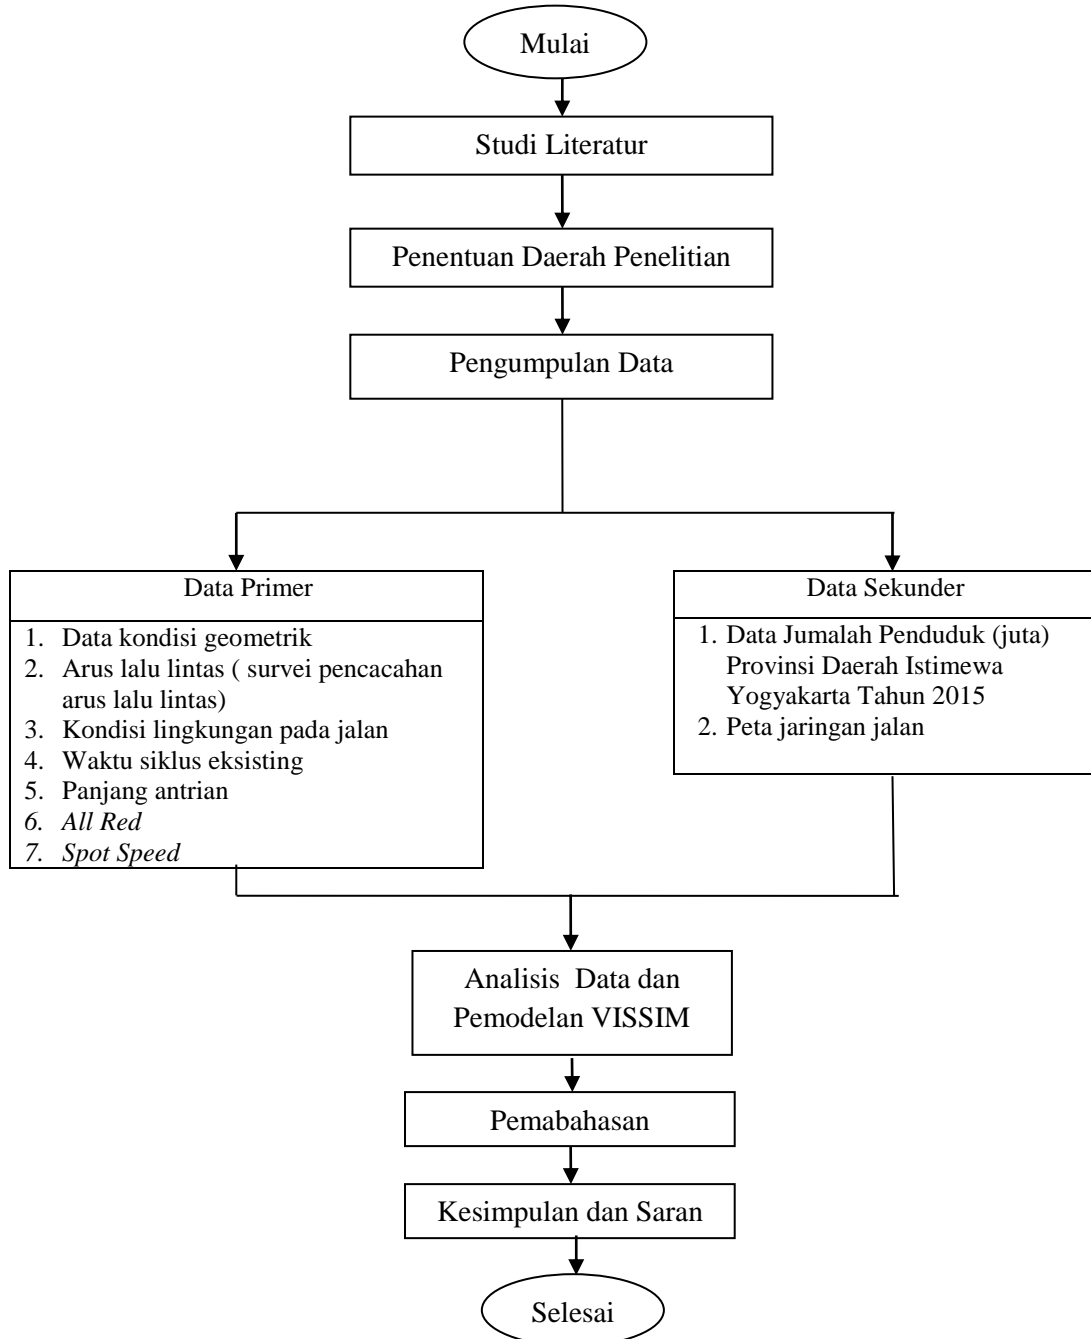 Mulai
Studi Literatur
Penentuan Daerah Penelitian
Pengumpulan Data
Data Primer
1. Data kondisi geometrik
2. Arus lalu lintas ( survei pencacahan
arus lalu lintas)
3. Kondisi lingkungan pada jalan
4. Waktu siklus eksisting
5. Panjang antrian
6. All Red
7. Spot Speed
Data Sekunder
1. Data Jumalah Penduduk (juta)
Provinsi Daerah Istimewa
Yogyakarta Tahun 2015
2. Peta jaringan jalan
Analisis Data dan
Pemodelan VISSIM
Pemabahasan
Kesimpulan dan Saran
Selesai